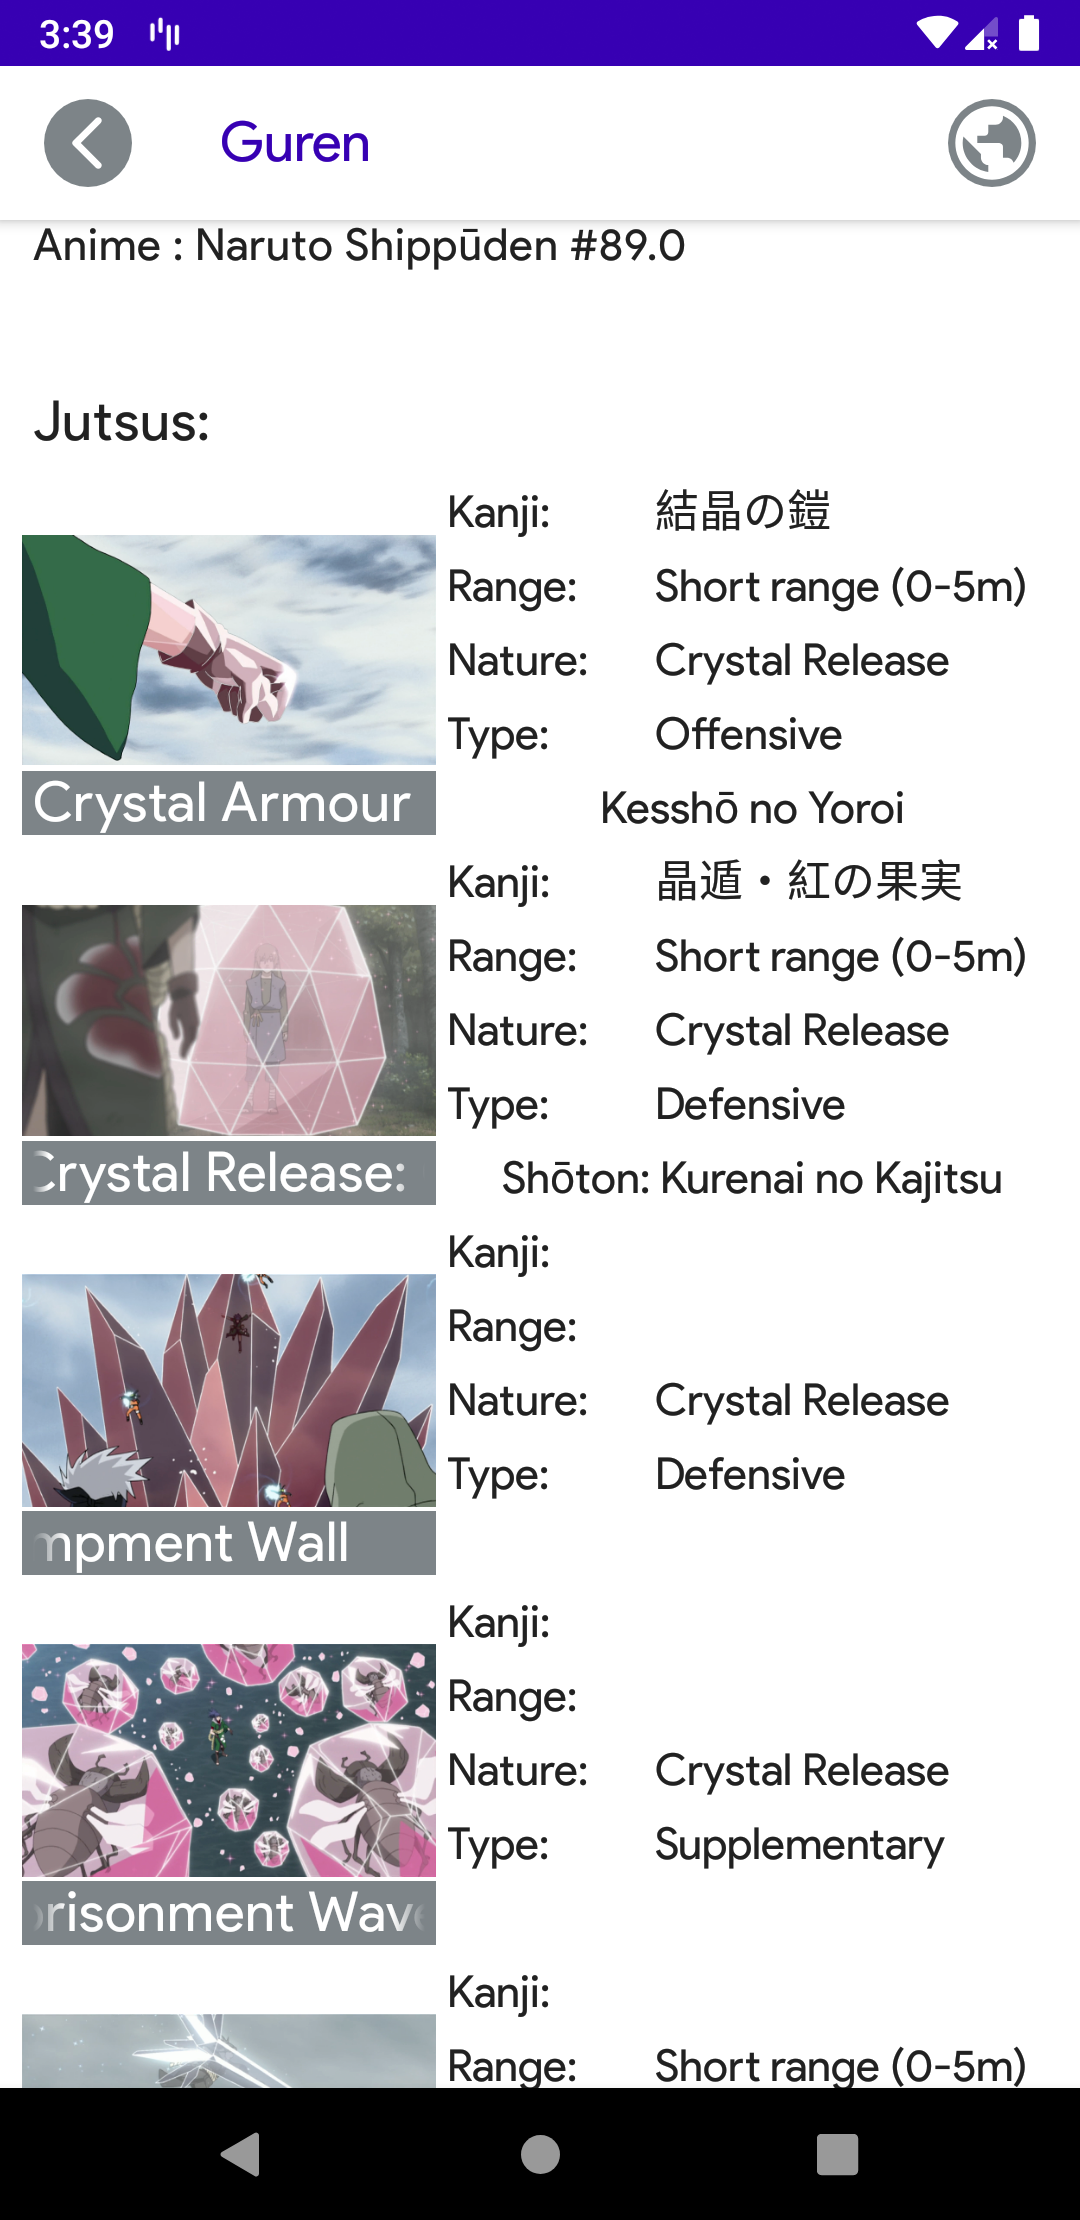 3:39
Guren
Anime : Naruto Shippūden #89.0
Jutsus:
Kanji: 結晶の鎧
Range: Short range (0-5m)
Nature: Crystal Release
Type: Offensive
Crystal Armour
Kesshō no Yoroi
Kanji: 晶遁・紅の果実
Range: Short range (0-5m)
Nature: Crystal Release
Type: Defensive
Crystal Release:
Shōton: Kurenai no Kajitsu
Kanji:
Range:
Nature: Crystal Release
Type: Defensive
mpment Wall
Kanji:
Range:
Nature: Crystal Release
Type: Supplementary
risonment Wave
Kanji:
Range: Short range (0-5m)